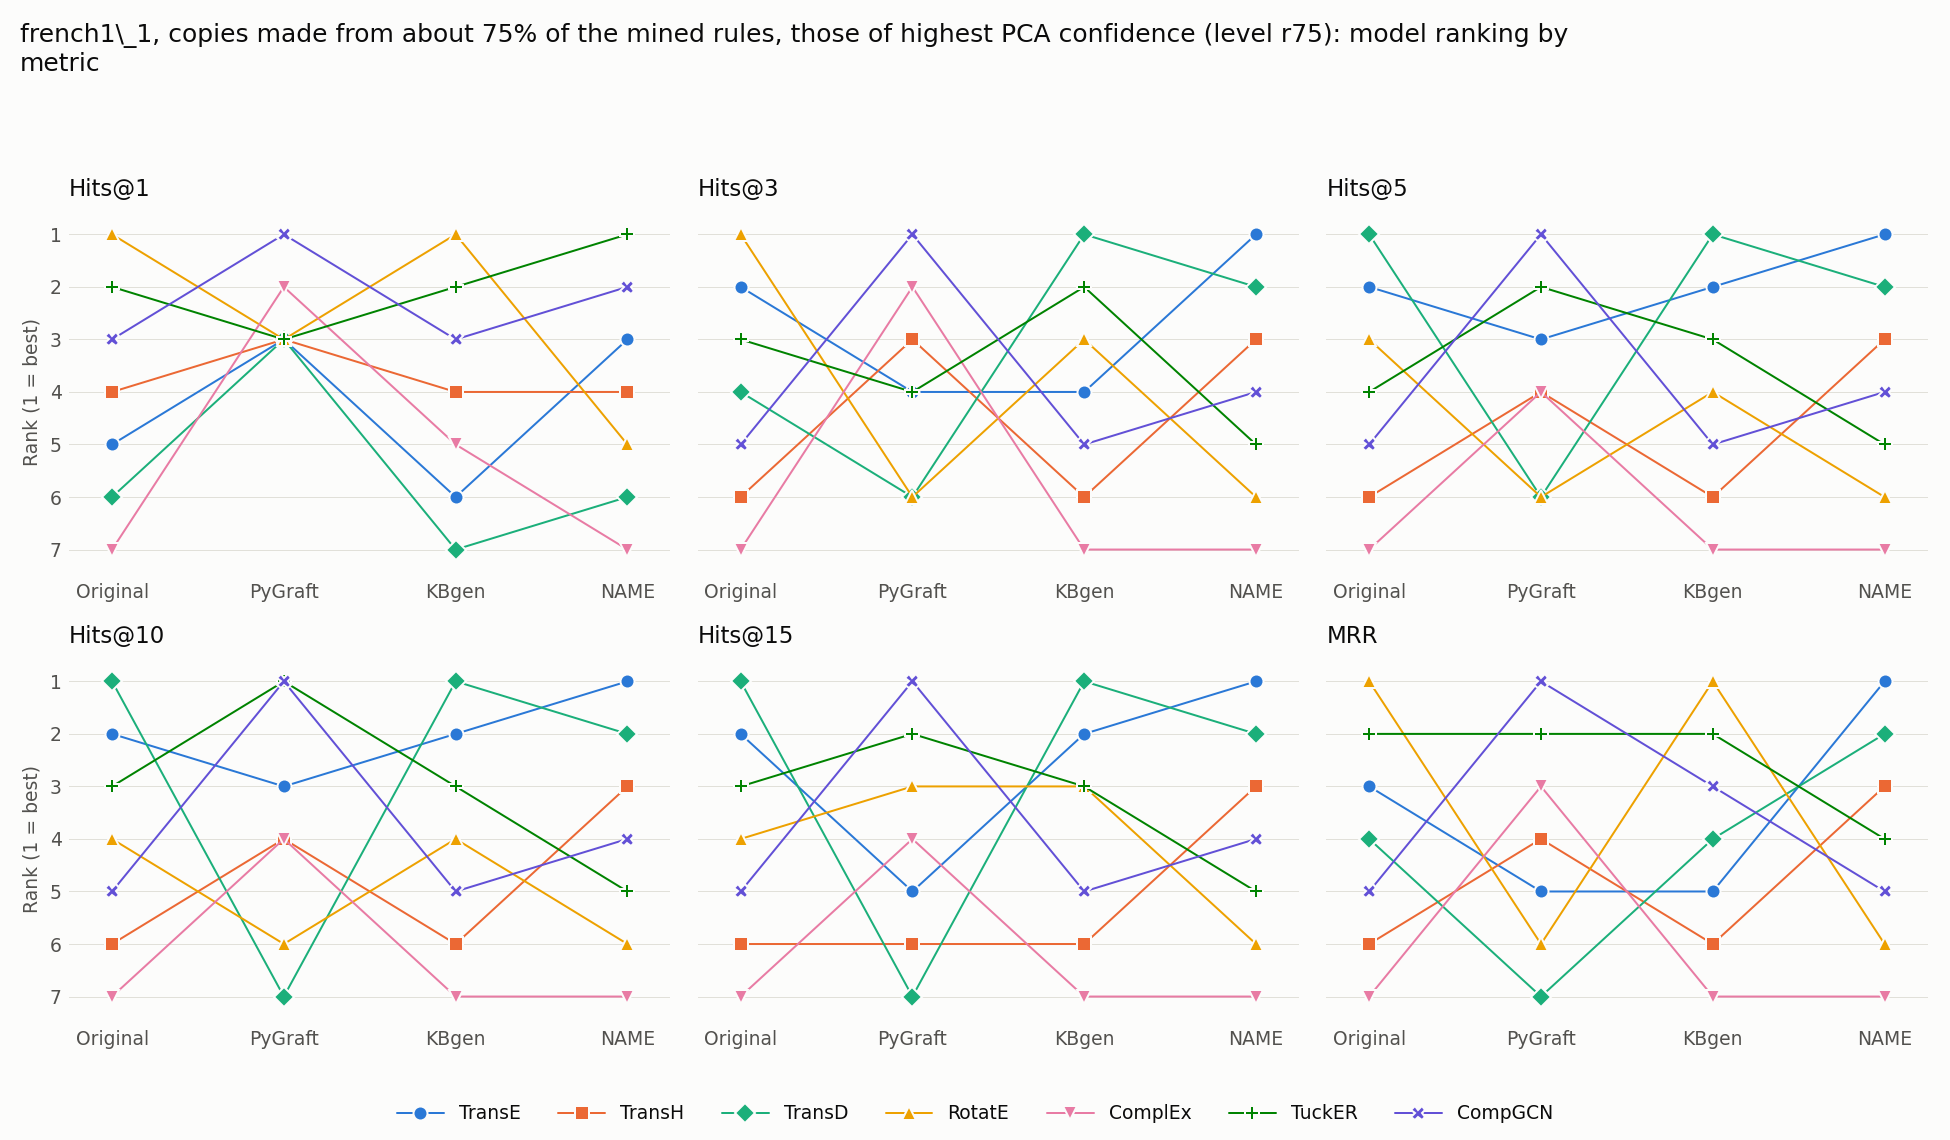 french1\_1, copies made from about 75% of the mined rules, those of highest PCA confidence (level r75): model ranking by
metric
Hits@1
Hits@3
Hits@5
Rank (1 = best)
1
2
3
4
5
6
7
Original PyGraft KBgen NAME
Original PyGraft KBgen NAME
Original PyGraft KBgen NAME
Hits@10
Hits@15
MRR
Rank (1 = best)
1
2
3
4
5
6
7
Original PyGraft KBgen NAME
Original PyGraft KBgen NAME
Original PyGraft KBgen NAME
TransE TransH TransD RotatE ComplEx TuckER CompGCN